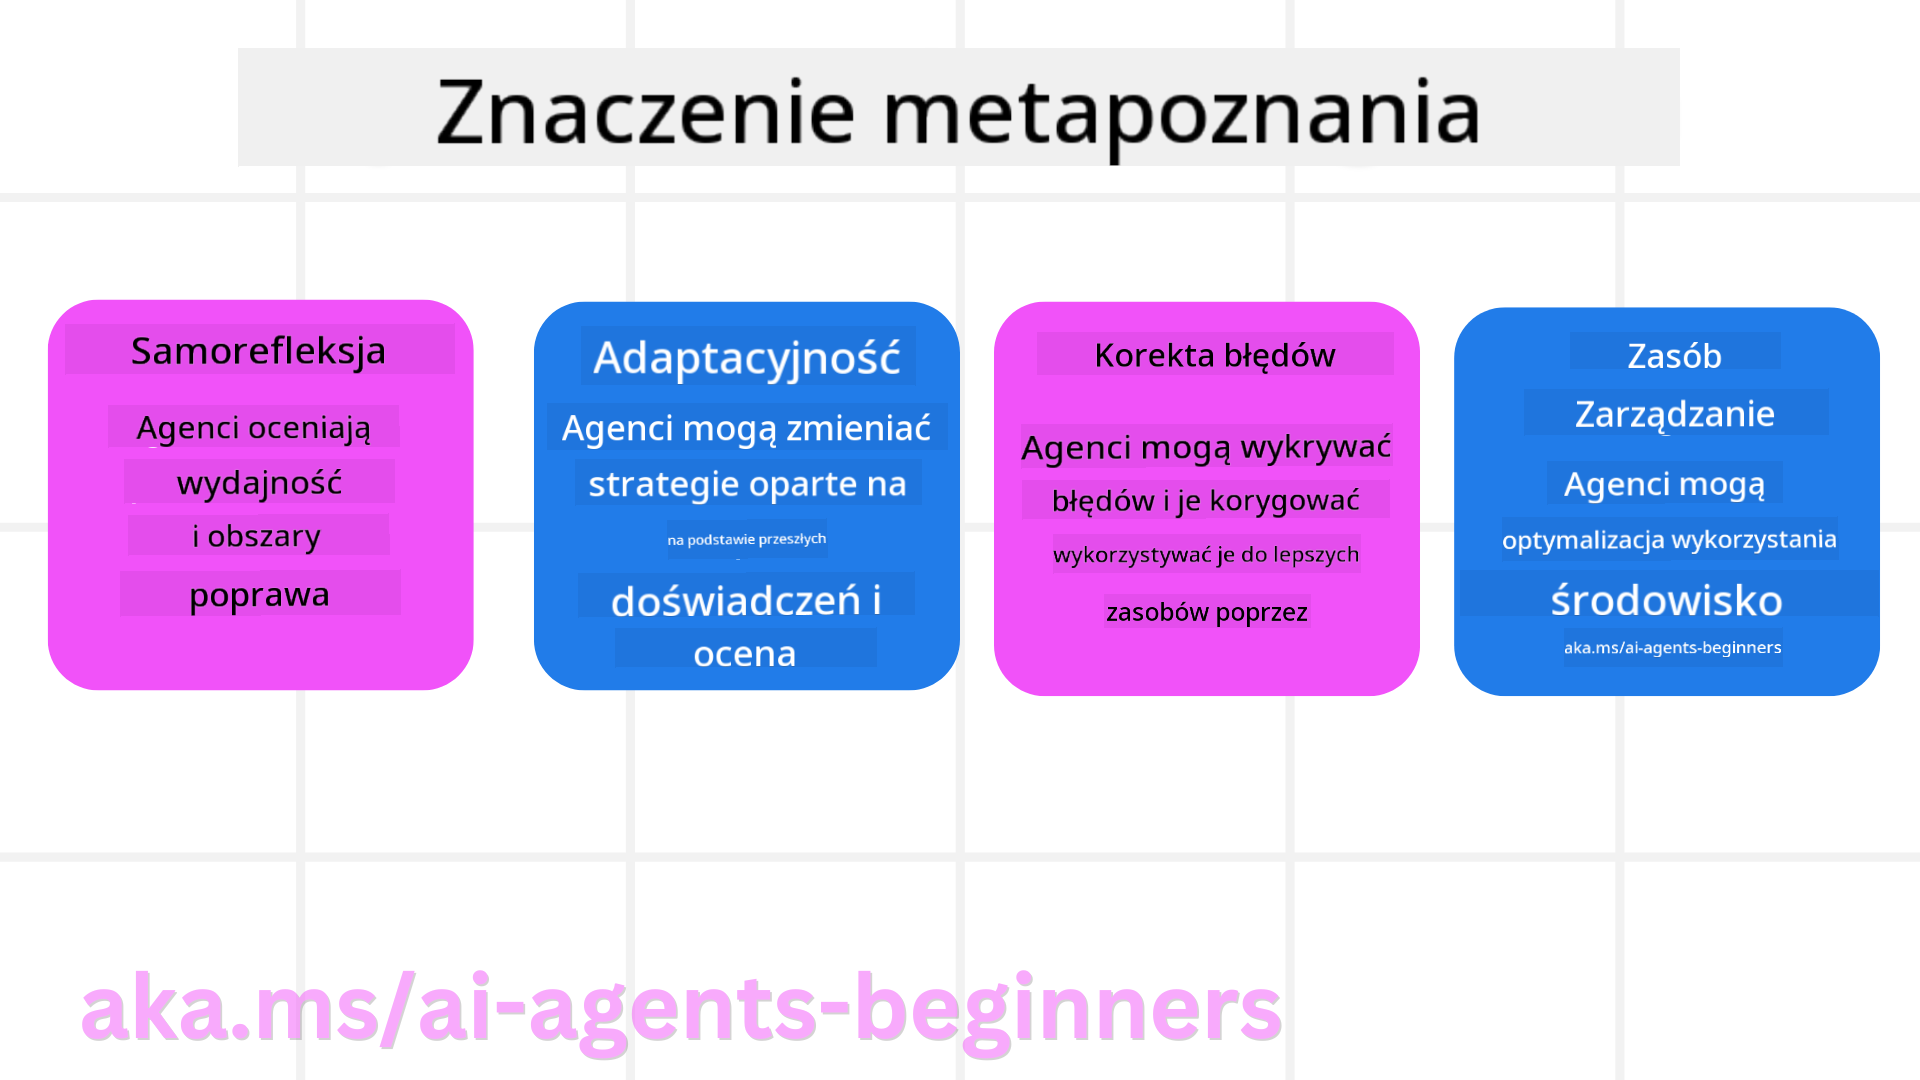 Znaczenie metapoznania
Samorefleksja
Agenci oceniają
wydajność
i obszary
poprawa
Adaptacyjność
Agenci mogą zmieniać
strategie oparte na
na podstawie przeszłych
doświadczeń i
ocena
Korekta błędów
Agenci mogą wykrywać
błędów i je korygować
wykorzystywać je do lepszych
zasobów poprzez
Zasób
Zarządzanie
Agenci mogą
optymalizacja wykorzystania
środowisko
aka.ms/ai-agents-beginners
aka.ms/ai-agents-beginners